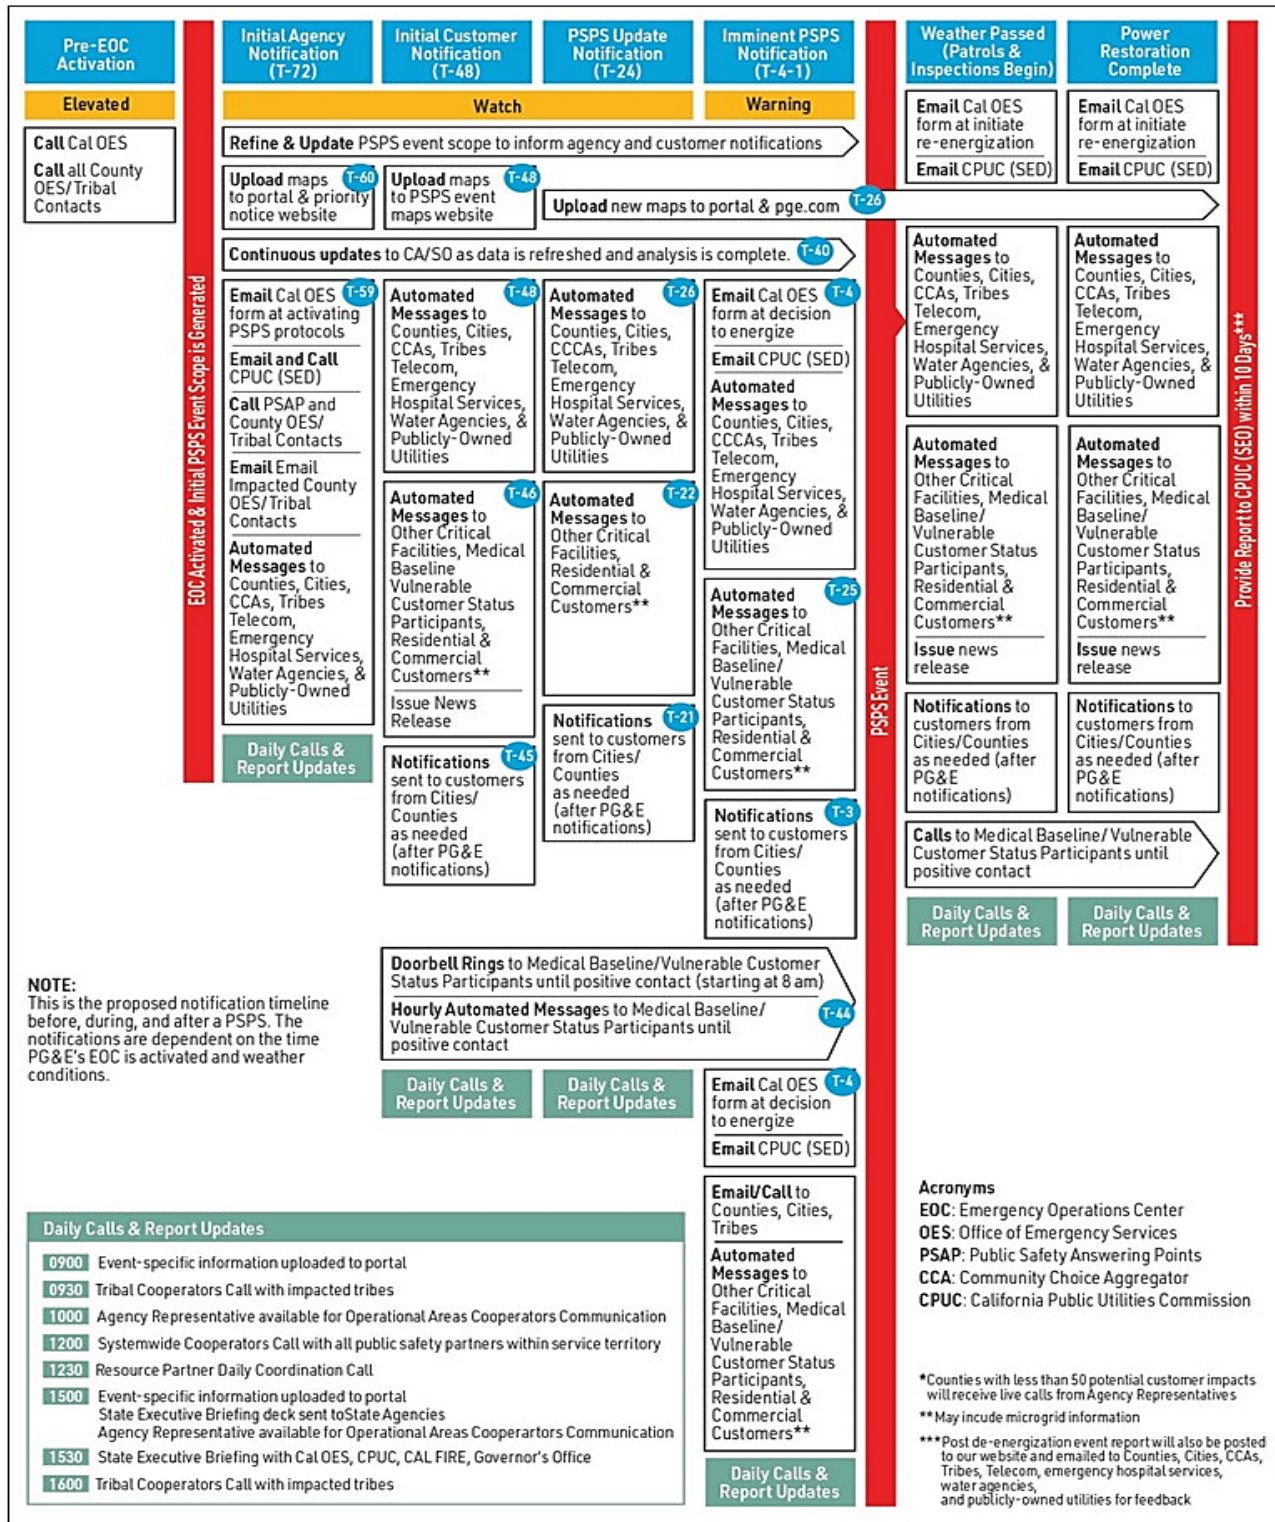 Pre-EOC
Activation
Elevated
Call Cal OES
Call all County
OES/Tribal
Contacts
EOC Activated & Initial PSPS Event Scope is Generated
Initial Agency
Notification
(T-72)
Initial Customer
Notification
(T-48)
PSPS Update
Notification
(T-24)
Imminent PSPS
Notification
(T-4-1)
Watch
Warning
Refine & Update PSPS event scope to inform agency and customer notifications
Upload maps
to portal & priority
notice website
T-60
Upload maps
to PSPS event
maps website
T-48
Upload new maps to portal & pge.com
T-26
Continuous updates to CA/SO as data is refreshed and analysis is complete.
T-40
Email Cal OES
form at activating
PSPS protocols
T-59
Email and Call
CPUC (SED)
Call PSAP and
County OES/
Tribal Contacts
Email Email
Impacted County
OES/Tribal
Contacts
Automated
Messages to
Counties, Cities,
CCAs, Tribes
Telecom,
Emergency
Hospital Services,
Water Agencies, &
Publicly-Owned
Utilities
Daily Calls &
Report Updates
Automated
Messages to
Counties, Cities,
CCAs, Tribes
Telecom,
Emergency
Hospital Services,
Water Agencies, &
Publicly-Owned
Utilities
T-48
Automated
Messages to
Other Critical
Facilities, Medical
Baseline
Vulnerable
Customer Status
Participants,
Residential &
Commercial
Customers**
T-46
Issue News
Release
Notifications
sent to customers
from Cities/
Counties
as needed
(after PG&E
notifications)
T-45
Automated
Messages to
Counties, Cities,
CCCAs, Tribes
Telecom,
Emergency
Hospital Services,
Water Agencies, &
Publicly-Owned
Utilities
T-26
Automated
Messages to
Other Critical
Facilities,
Residential &
Commercial
Customers**
T-22
Notifications
sent to customers
from Cities/
Counties
as needed
(after PG&E
notifications)
T-21
Email Cal OES
form at decision
to energize
T-4
Email CPUC (SED)
Automated
Messages to
Counties, Cities,
CCCAs, Tribes
Telecom,
Emergency
Hospital Services,
Water Agencies, &
Publicly-Owned
Utilities
Automated
Messages to
Other Critical
Facilities, Medical
Baseline/
Vulnerable
Customer Status
Participants,
Residential &
Commercial
Customers**
T-25
Notifications
sent to customers
from Cities/
Counties
as needed
(after PG&E
notifications)
T-3
Doorbell Rings to Medical Baseline/Vulnerable Customer
Status Participants until positive contact (starting at 8 am)
Hourly Automated Messages to Medical Baseline/
Vulnerable Customer Status Participants until
positive contact
T-44
Daily Calls &
Report Updates
Daily Calls &
Report Updates
Email Cal OES
form at decision
to energize
T-4
Email CPUC (SED)
Email/Call to
Counties, Cities,
Tribes
Automated
Messages to
Other Critical
Facilities, Medical
Baseline/
Vulnerable
Customer Status
Participants,
Residential &
Commercial
Customers**
Daily Calls &
Report Updates
PSPS Event
Weather Passed
(Patrols &
Inspections Begin)
Email Cal OES
form at initiate
re-energization
Email CPUC (SED)
Automated
Messages to
Counties, Cities,
CCAs, Tribes
Telecom,
Emergency
Hospital Services,
Water Agencies, &
Publicly-Owned
Utilities
Automated
Messages to
Other Critical
Facilities, Medical
Baseline/
Vulnerable
Customer Status
Participants,
Residential &
Commercial
Customers**
Issue news
release
Notifications to
customers from
Cities/Counties
as needed (after
PG&E
notifications)
Power
Restoration
Complete
Email Cal OES
form at initiate
re-energization
Email CPUC (SED)
Automated
Messages to
Counties, Cities,
CCAs, Tribes
Telecom,
Emergency
Hospital Services,
Water Agencies, &
Publicly-Owned
Utilities
Automated
Messages to
Other Critical
Facilities, Medical
Baseline/
Vulnerable
Customer Status
Participants,
Residential &
Commercial
Customers**
Issue news
release
Notifications to
customers from
Cities/Counties
as needed (after
PG&E
notifications)
Calls to Medical Baseline/Vulnerable
Customer Status Participants until
positive contact
Daily Calls &
Report Updates
Daily Calls &
Report Updates
Provide Report to CPUC (SEO) within 10 Days***
NOTE:
This is the proposed notification timeline
before, during, and after a PSPS. The
notifications are dependent on the time
PG&E's EOC is activated and weather
conditions.
Daily Calls & Report Updates
0900 Event-specific information uploaded to portal
0930 Tribal Cooperators Call with impacted tribes
1000 Agency Representative available for Operational Areas Cooperators Communication
1200 Systemwide Cooperators Call with all public safety partners within service territory
1230 Resource Partner Daily Coordination Call
1500 Event-specific information uploaded to portal
State Executive Briefing deck sent toState Agencies
Agency Representative available for Operational Areas Cooperartors Communication
1530 State Executive Briefing with Cal OES, CPUC, CAL FIRE, Governor's Office
1600 Tribal Cooperators Call with impacted tribes
Acronyms
EOC: Emergency Operations Center
OES: Office of Emergency Services
PSAP: Public Safety Answering Points
CCA: Community Choice Aggregator
CPUC: California Public Utilities Commission
*Counties with less than 50 potential customer impacts
will receive live calls from Agency Representatives
**May incude microgrid information
***Post de-energization event report will also be posted
to our website and emailed to Counties, Cities, CCAs,
Tribes, Telecom, emergency hospital services,
water agencies,
and publicly-owned utilities for feedback